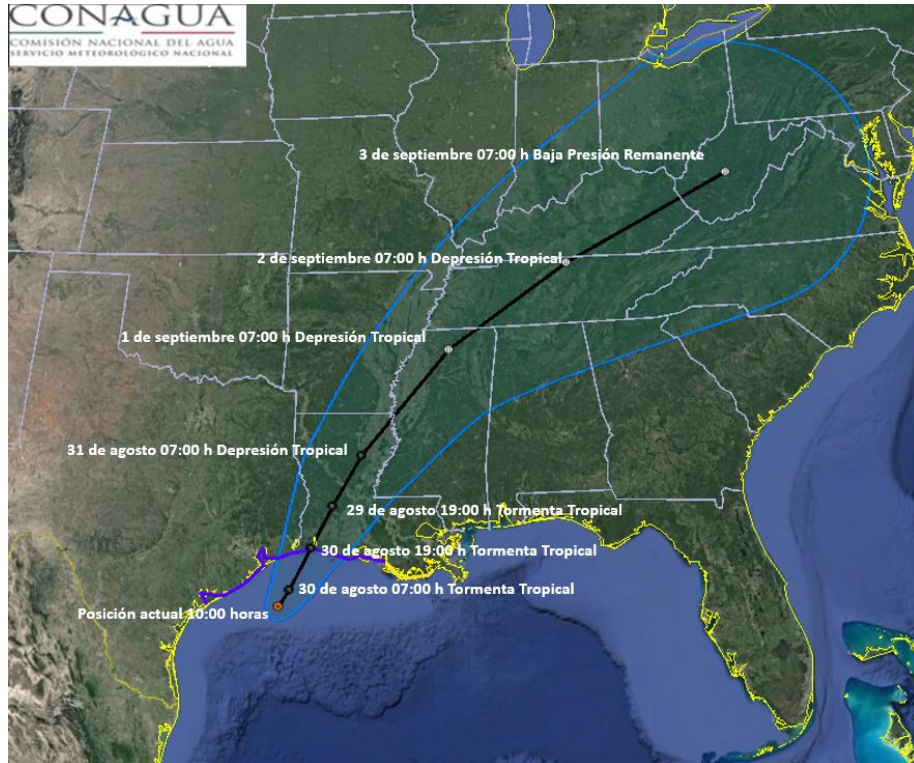 CONAGUA
COMISIÓN NACIONAL DEL AGUA
SERVICIO METEOROLÓGICO NACIONAL
3 de septiembre 07:00 h Baja Presión Remanente
2 de septiembre 07:00 h Depresión Tropical
1 de septiembre 07:00 h Depresión Tropical
31 de agosto 07:00 h Depresión Tropical
29 de agosto 19:00 h Tormenta Tropical
30 de agosto 19:00 h Tormenta Tropical
30 de agosto 07:00 h Tormenta Tropical
Posición actual 10:00 horas